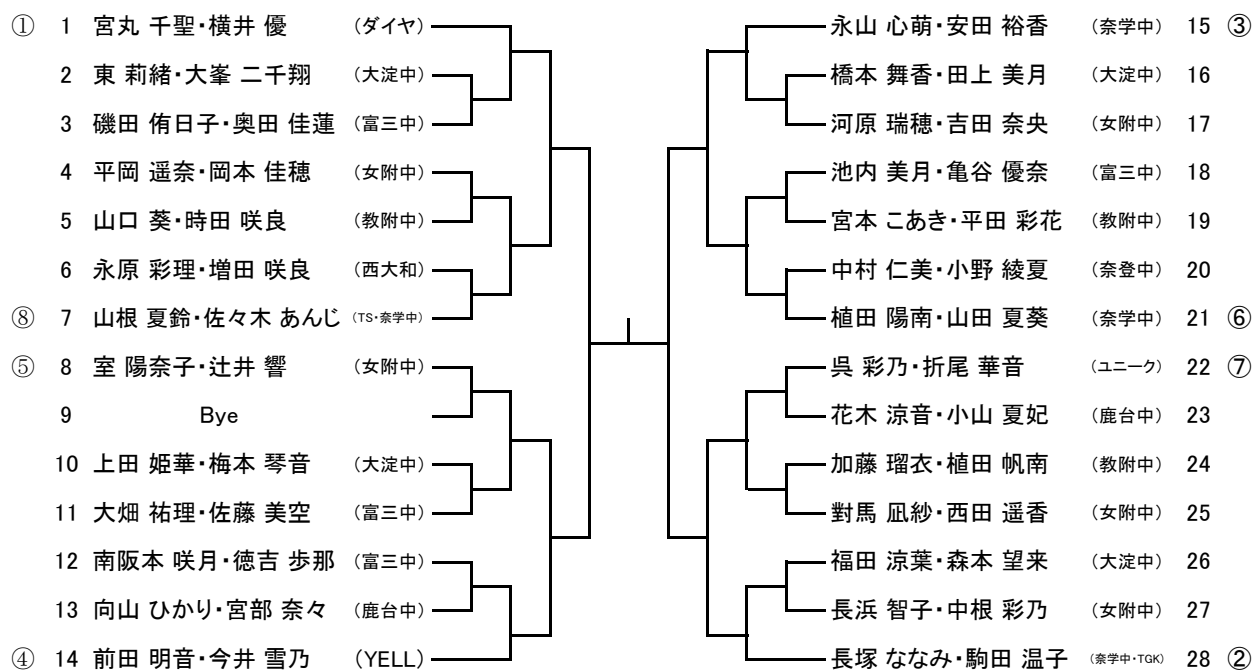 ① 1 宮丸 千聖・横井 優 (ダイヤ)
2 東 莉緒・大峯 二千翔 (大淀中)
3 磯田 侑日子・奥田 佳蓮 (富三中)
4 平岡 遥奈・岡本 佳穂 (女附中)
5 山口 葵・時田 咲良 (教附中)
6 永原 彩理・増田 咲良 (西大和)
⑧ 7 山根 夏鈴・佐々木 あんじ (TS・奈学中)
⑤ 8 室 陽奈子・辻井 響 (女附中)
9 Bye
10 上田 姫華・梅本 琴音 (大淀中)
11 大畑 祐理・佐藤 美空 (富三中)
12 南阪本 咲月・徳吉 歩那 (富三中)
13 向山 ひかり・宮部 奈々 (鹿台中)
④ 14 前田 明音・今井 雪乃 (YELL)
永山 心萌・安田 裕香 (奈学中) 15 ③
橋本 舞香・田上 美月 (大淀中) 16
河原 瑞穂・吉田 奈央 (女附中) 17
池内 美月・亀谷 優奈 (富三中) 18
宮本 こあき・平田 彩花 (教附中) 19
中村 仁美・小野 綾夏 (奈登中) 20
植田 陽南・山田 夏葵 (奈学中) 21 ⑥
呉 彩乃・折尾 華音 (ユニーク) 22 ⑦
花木 涼音・小山 夏妃 (鹿台中) 23
加藤 瑠衣・植田 帆南 (教附中) 24
對馬 凪紗・西田 遥香 (女附中) 25
福田 涼葉・森本 望来 (大淀中) 26
長浜 智子・中根 彩乃 (女附中) 27
長塚 ななみ・駒田 温子 (奈学中・TGK) 28 ②